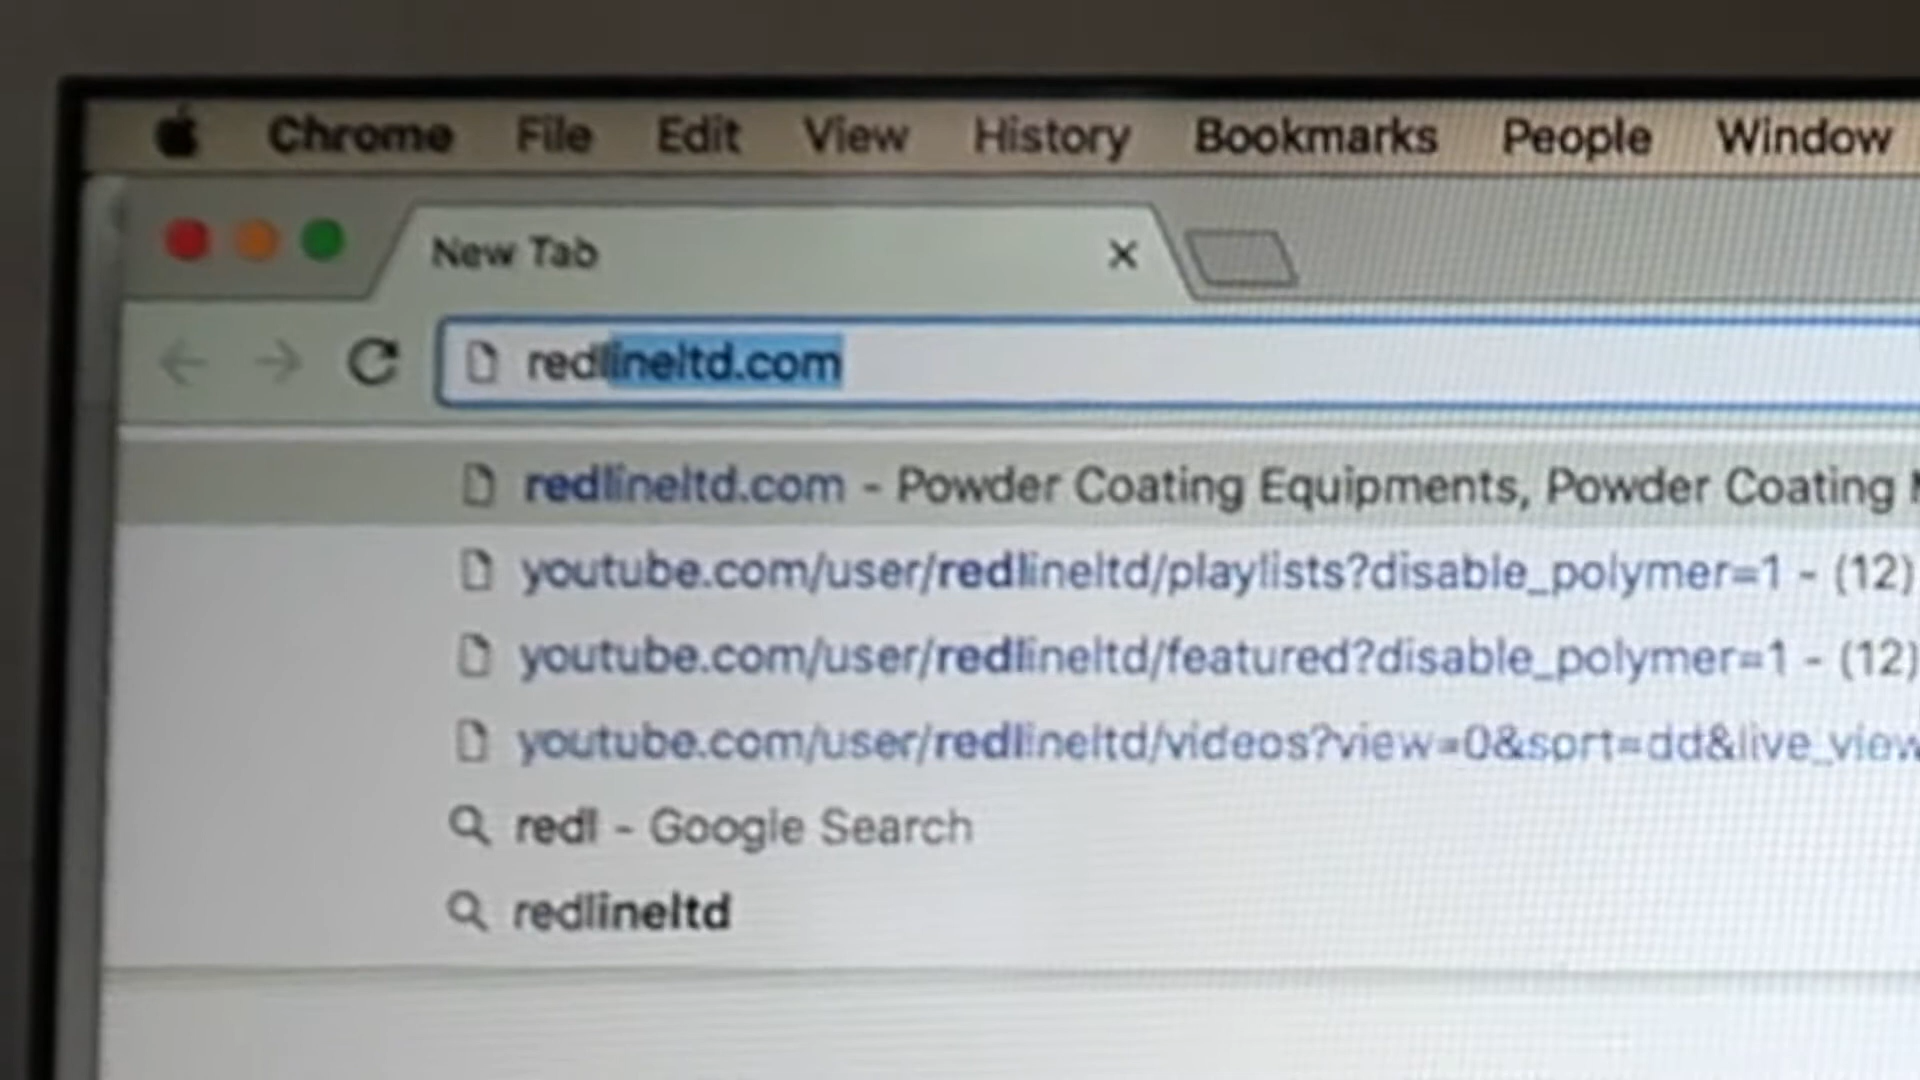 Chrome File Edit View History Bookmarks People Window
New Tab
redlineltd.com
redlineltd.com - Powder Coating Equipments, Powder Coating
youtube.com/user/redlineltd/playlists?disable_polymer=1 - (12)
youtube.com/user/redlineltd/featured?disable_polymer=1 - (12)
youtube.com/user/redlineltd/videos?view=0&sort=dd&live_view
redl - Google Search
redlineltd